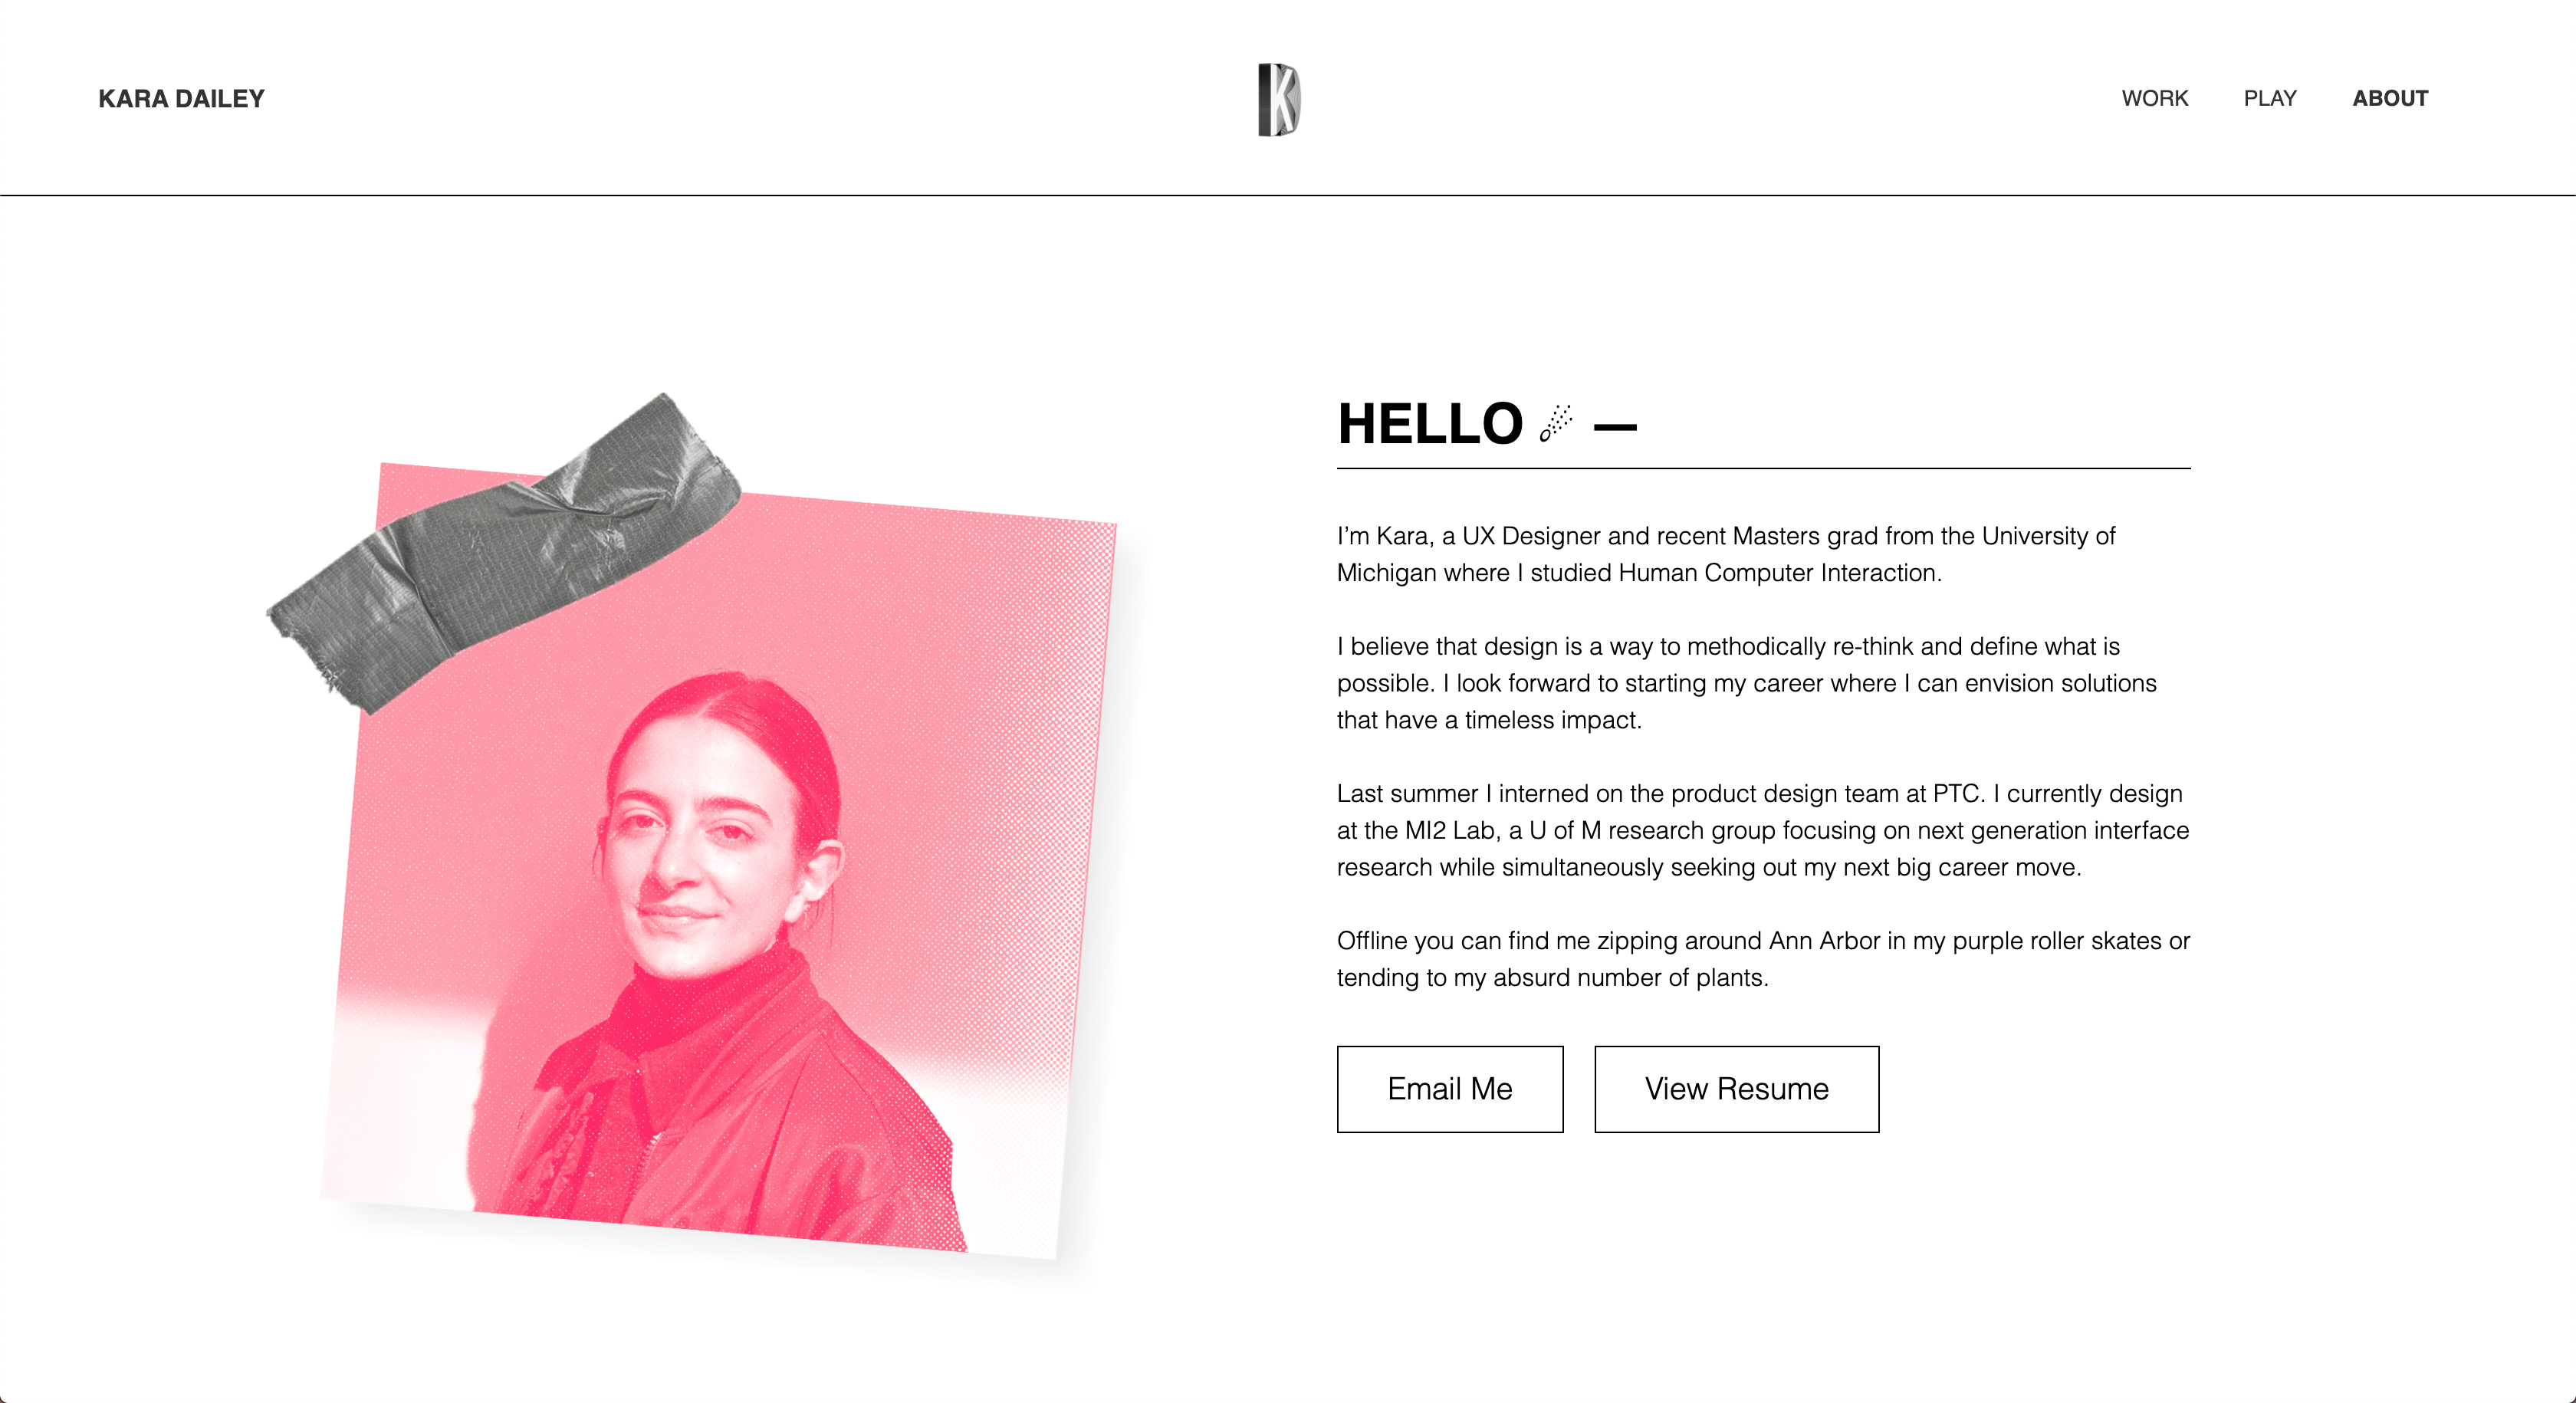 KARA DAILEY
KD
WORK
PLAY
ABOUT
HELLO ☄ —
I’m Kara, a UX Designer and recent Masters grad from the University of
Michigan where I studied Human Computer Interaction.
I believe that design is a way to methodically re-think and define what is
possible. I look forward to starting my career where I can envision solutions
that have a timeless impact.
Last summer I interned on the product design team at PTC. I currently design
at the MI2 Lab, a U of M research group focusing on next generation interface
research while simultaneously seeking out my next big career move.
Offline you can find me zipping around Ann Arbor in my purple roller skates or
tending to my absurd number of plants.
Email Me
View Resume